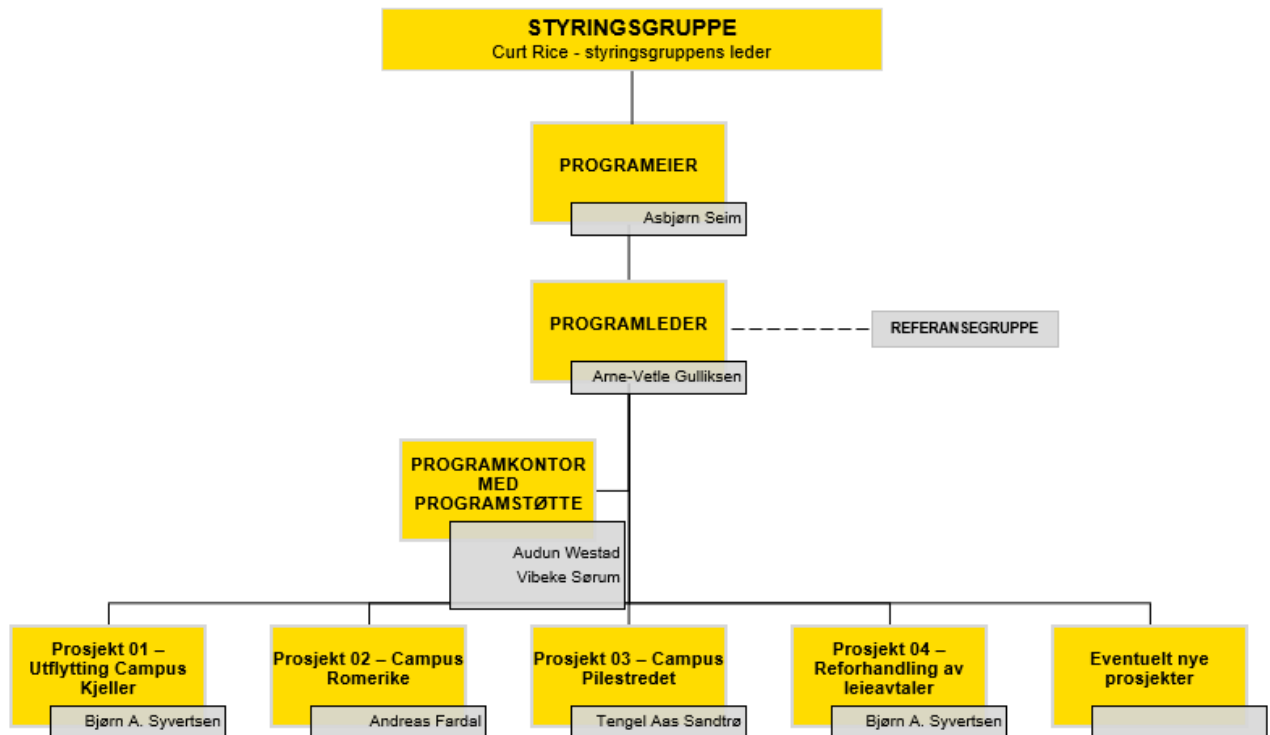 STYRINGSGRUPPE
Curt Rice - styringsgruppens leder
PROGRAMEIER
Asbjørn Seim
PROGRAMLEDER
Arne-Vetle Gulliksen
REFERANSEGRUPPE
PROGRAMKONTOR
MED
PROGRAMSTØTTE
Audun Westad
Vibeke Sørum
Prosjekt 01 –
Utflytting Campus
Kjeller
Bjørn A. Syvertsen
Prosjekt 02 – Campus
Romerike
Andreas Fardal
Prosjekt 03 – Campus
Pilestredet
Tengel Aas Sandtrø
Prosjekt 04 –
Reforhandling av
leieavtaler
Bjørn A. Syvertsen
Eventuelt nye
prosjekter